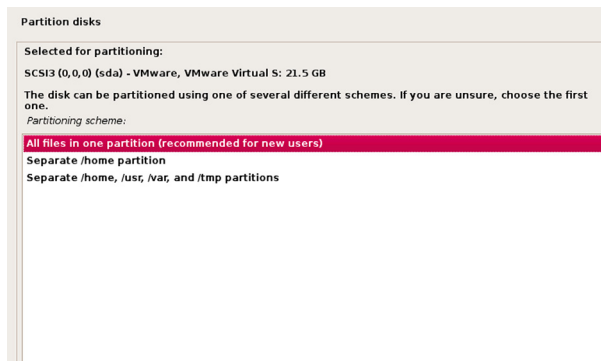 Partition disks
Selected for partitioning:
SCSI3 (0,0,0) (sda) - VMware, VMware Virtual S: 21.5 GB
The disk can be partitioned using one of several different schemes. If you are unsure, choose the first
one.
Partitioning scheme:
All files in one partition (recommended for new users)
Separate /home partition
Separate /home, /usr, /var, and /tmp partitions